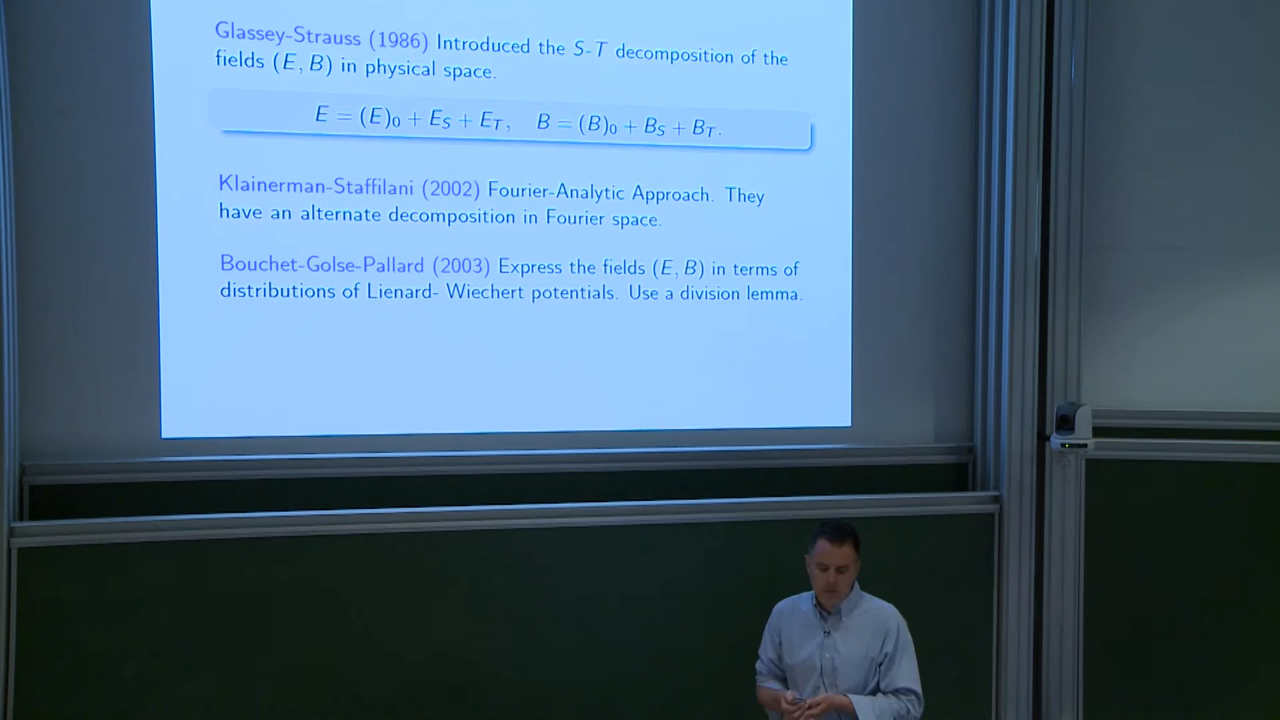 Glassey-Strauss (1986) Introduced the S-T decomposition of the
fields (E, B) in physical space.
E = (E)₀ + E_S + E_T, B = (B)₀ + B_S + B_T.
Klainerman-Staffilani (2002) Fourier-Analytic Approach. They
have an alternate decomposition in Fourier space.
Bouchet-Golse-Pallard (2003) Express the fields (E, B) in terms of
distributions of Lienard- Wiechert potentials. Use a division lemma.